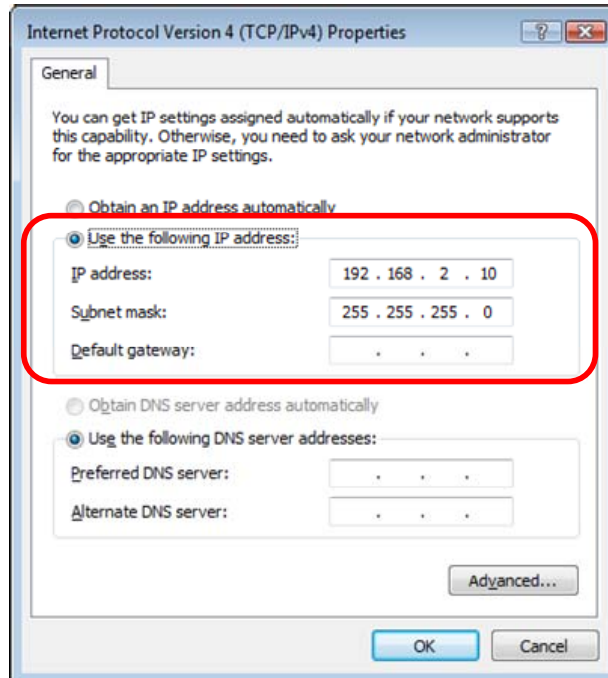 Internet Protocol Version 4 (TCP/IPv4) Properties
General
You can get IP settings assigned automatically if your network supports
this capability. Otherwise, you need to ask your network administrator
for the appropriate IP settings.
Obtain an IP address automatically
Use the following IP address:
IP address: 192 . 168 . 2 . 10
Subnet mask: 255 . 255 . 255 . 0
Default gateway: . . .
Obtain DNS server address automatically
Use the following DNS server addresses:
Preferred DNS server: . . .
Alternate DNS server: . . .
Advanced...
OK Cancel